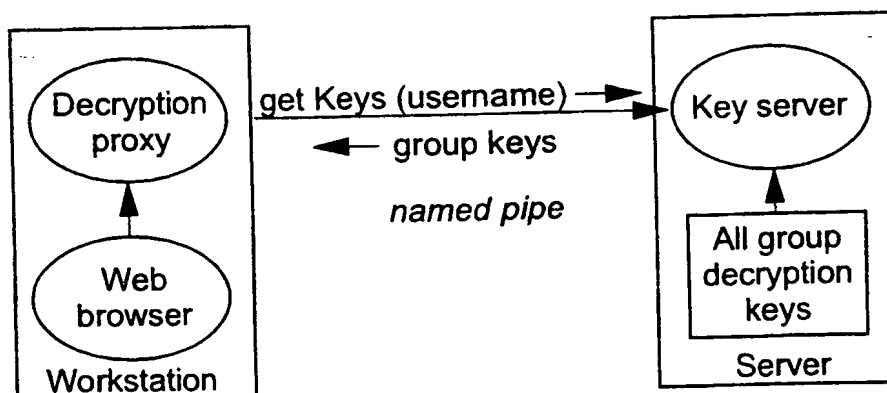 Decryption
proxy
get Keys (username)
group keys
named pipe
Key server
Web
browser
All group
decryption
keys
Workstation
Server